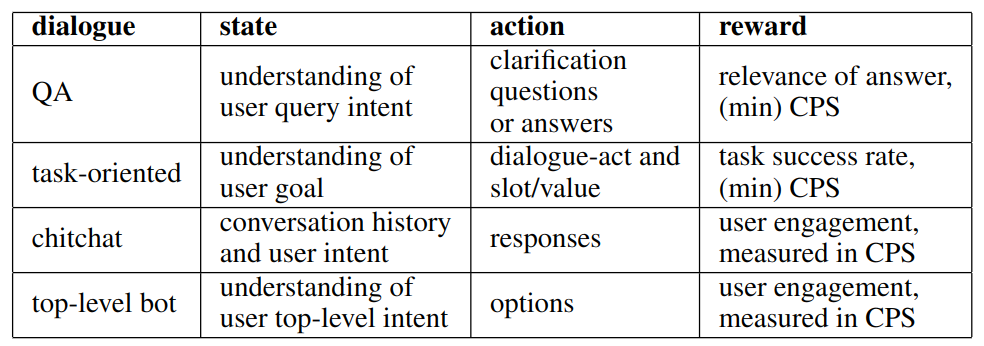 dialogue state action reward
QA understanding of user query intent clarification questions or answers relevance of answer, (min) CPS
task-oriented understanding of user goal dialogue-act and slot/value task success rate, (min) CPS
chitchat conversation history and user intent responses user engagement, measured in CPS
top-level bot understanding of user top-level intent options user engagement, measured in CPS